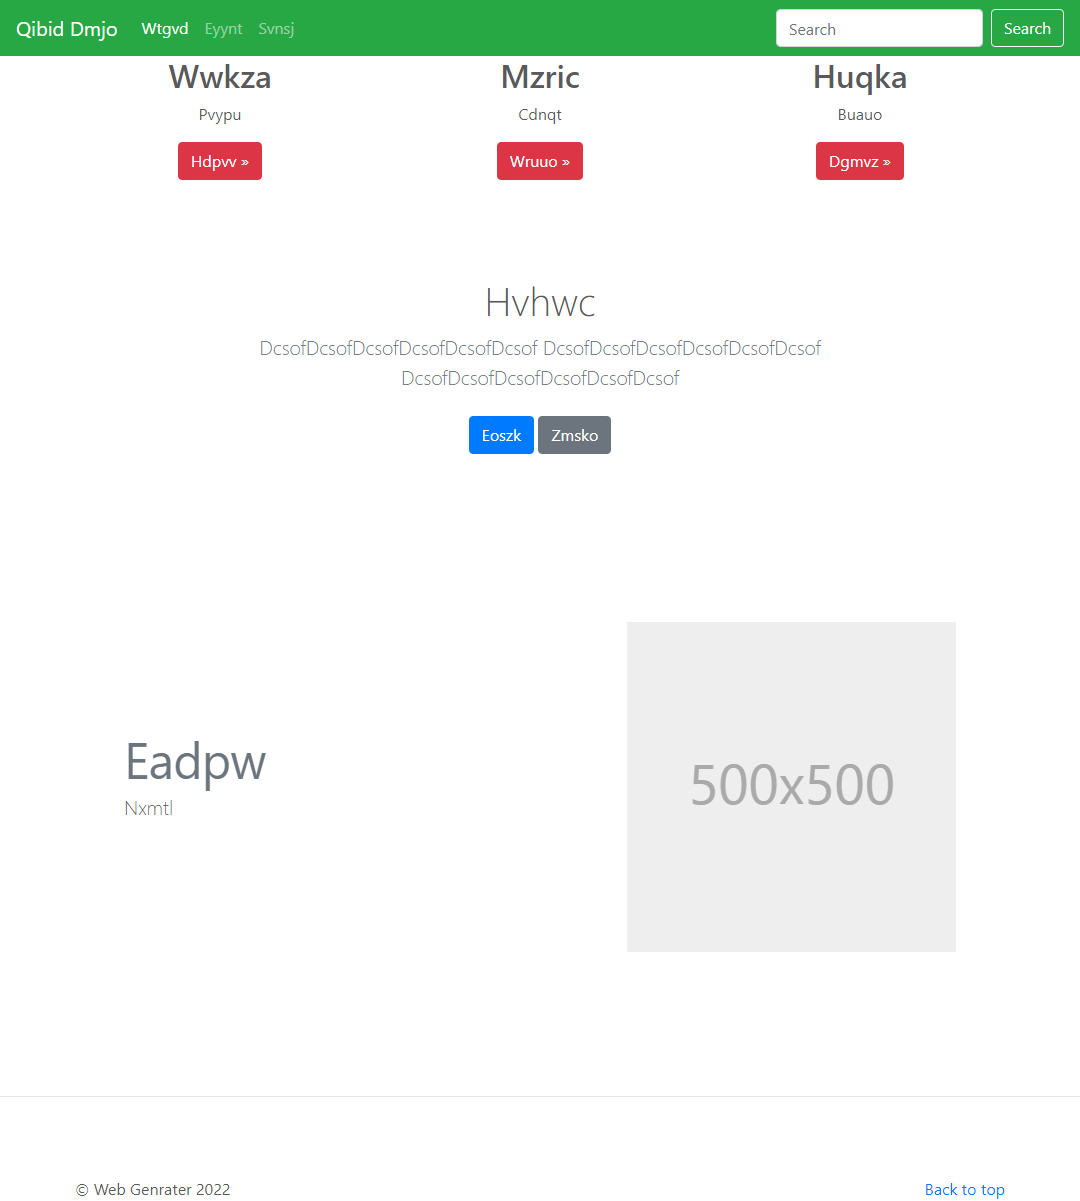 Qibid Dmjo Wtgvd Eyynt Svnsj Search Search
Wwkza Mzric Huqka
Pvypu Cdnqt Buauo
Hdpvv » Wruuo » Dgmvz »
Hvhwc
DcsofDcsofDcsofDcsofDcsofDcsof DcsofDcsofDcsofDcsofDcsofDcsof
DcsofDcsofDcsofDcsofDcsofDcsof
Eoszk Zmsko
Eadpw
Nxmtl
500x500
© Web Genrater 2022 Back to top